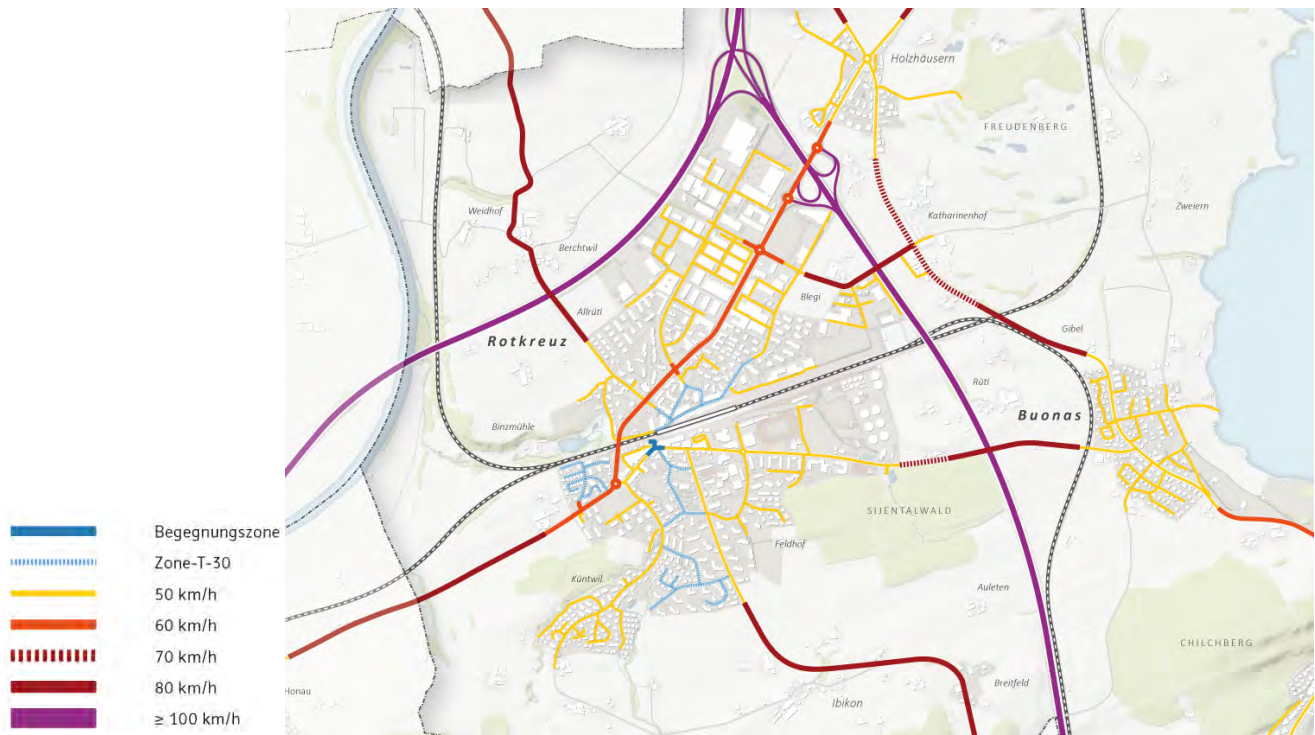 Holzhäusern
FREUDENBERG
Weidhof
Katharinenhof
Zweiern
Berchtwil
Blegi
Allrüti
Gibel
Rotkreuz
Rüti
Buonas
Binzmühle
SIJENTALWALD
Feldhof
Küntwil
Auleten
CHILCHBERG
Honau
Ibikon
Breitfeld
Begegnungszone
Zone-T-30
50 km/h
60 km/h
70 km/h
80 km/h
≥ 100 km/h